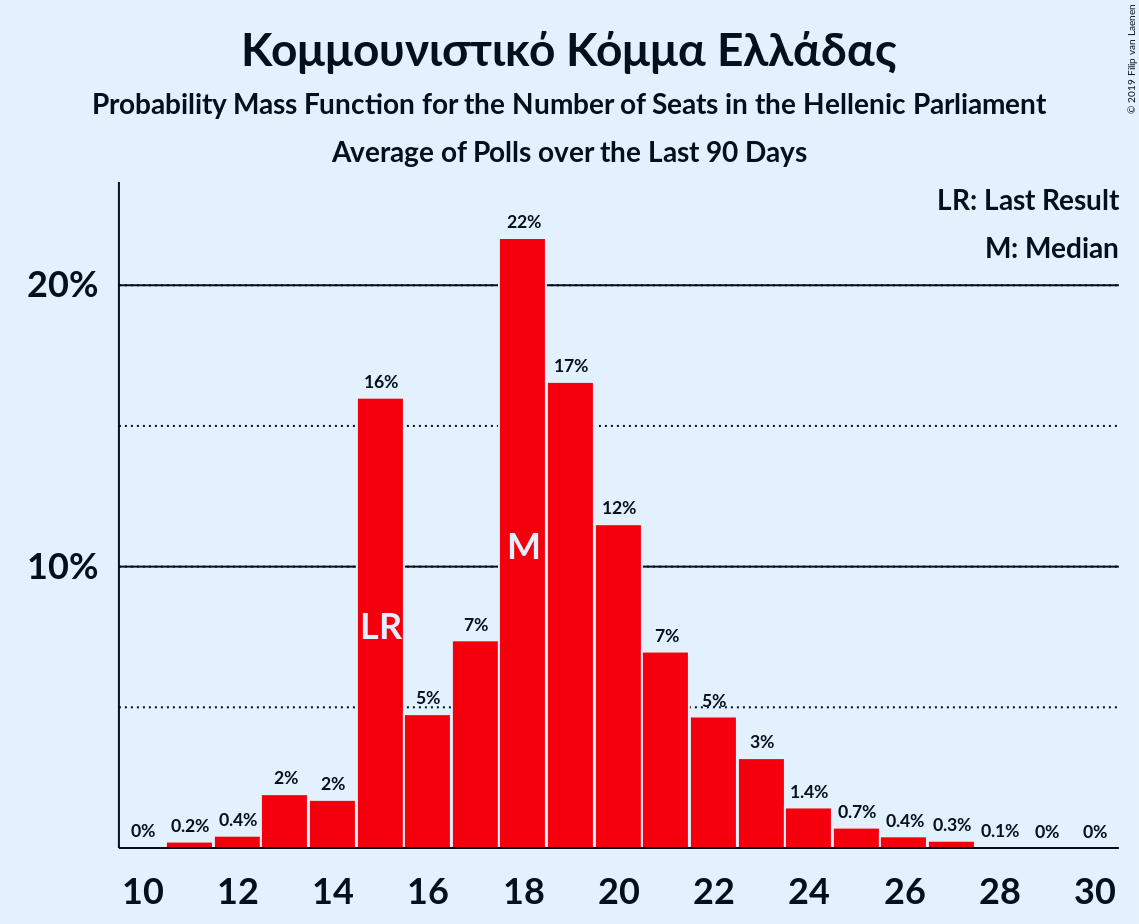 Κομμουνιστικό Κόμμα Ελλάδας
Probability Mass Function for the Number of Seats in the Hellenic Parliament
Average of Polls over the Last 90 Days
© 2019 Filip van Laenen
LR: Last Result
M: Median
20%
10%
0%
0.2%
0.4%
2%
2%
16%
5%
7%
22%
17%
12%
7%
5%
3%
1.4%
0.7%
0.4%
0.3%
0.1%
0%
0%
LR
M
10 12 14 16 18 20 22 24 26 28 30